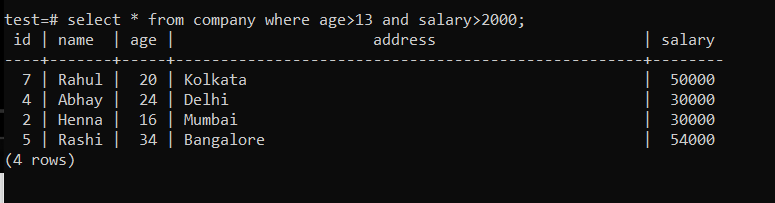 test=# select * from company where age>13 and salary>2000;
 id | name  | age |                      address                       | salary
----+-------+-----+----------------------------------------------------+--------
  7 | Rahul |  20 | Kolkata                                            |  50000
  4 | Abhay |  24 | Delhi                                              |  30000
  2 | Henna |  16 | Mumbai                                             |  30000
  5 | Rashi |  34 | Bangalore                                          |  54000
(4 rows)